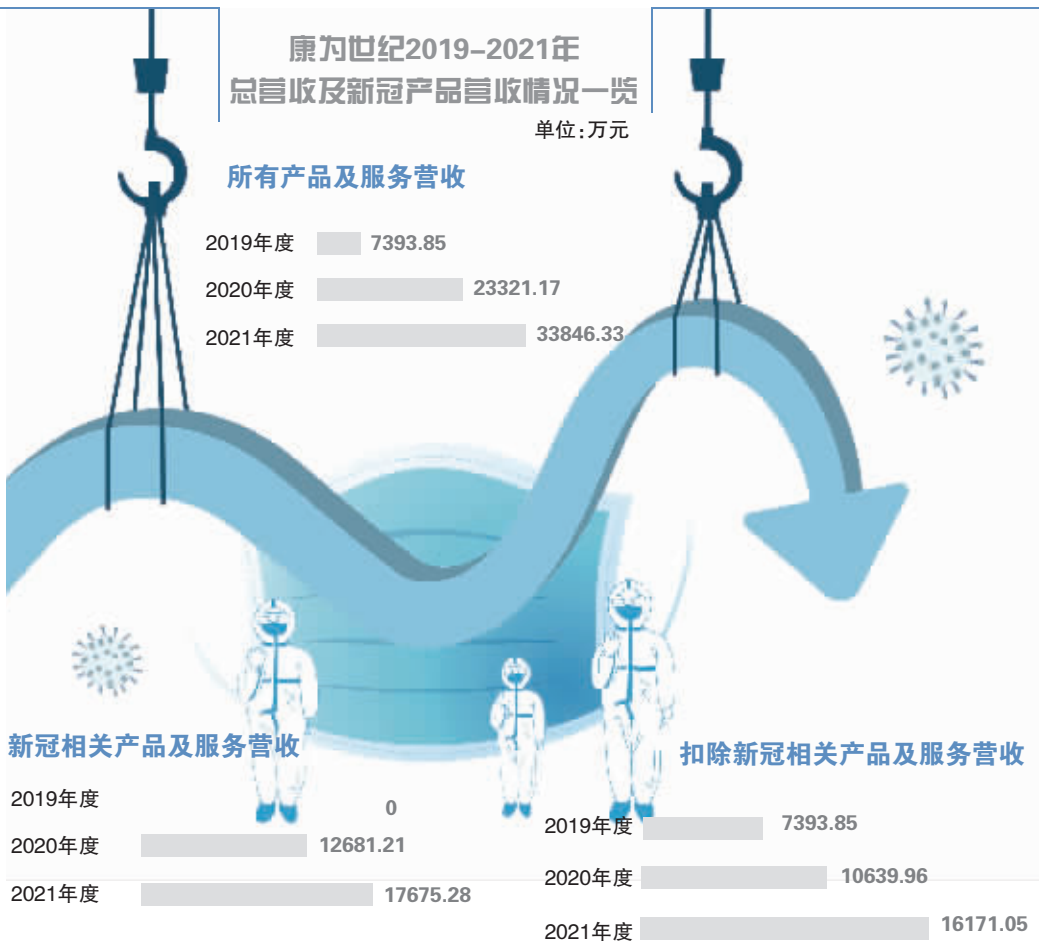 康为世纪2019-2021年
总营收及新冠产品营收情况一览
单位:万元
所有产品及服务营收
2019年度 7393.85
2020年度 23321.17
2021年度 33846.33
新冠相关产品及服务营收
2019年度 0
2020年度 12681.21
2021年度 17675.28
扣除新冠相关产品及服务营收
2019年度 7393.85
2020年度 10639.96
2021年度 16171.05